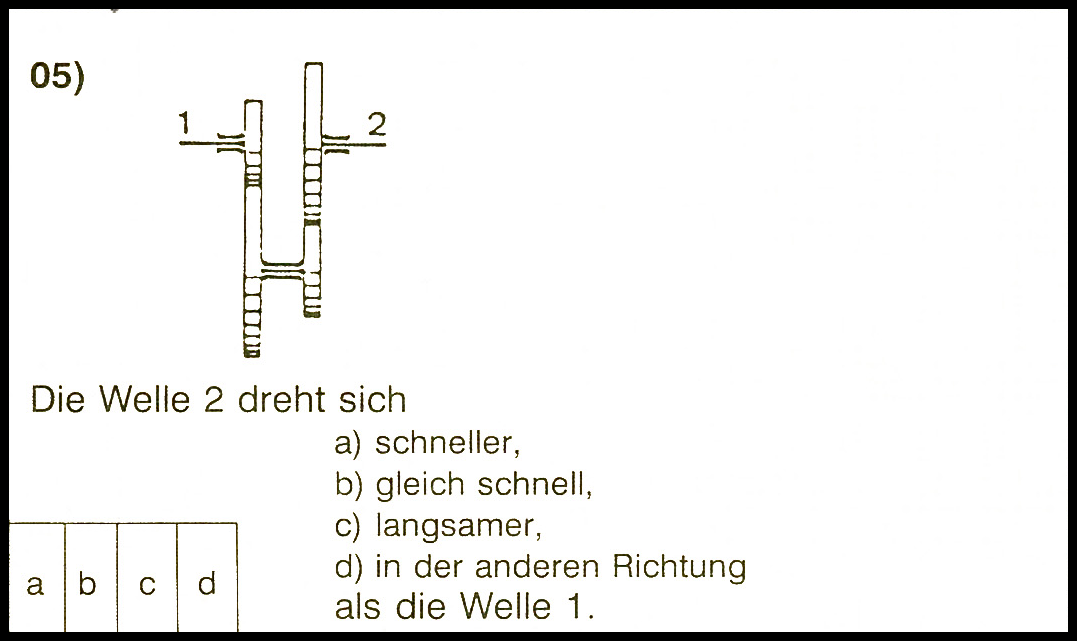 05)
1 2
Die Welle 2 dreht sich
a) schneller,
b) gleich schnell,
c) langsamer,
d) in der anderen Richtung
als die Welle 1.
a b c d